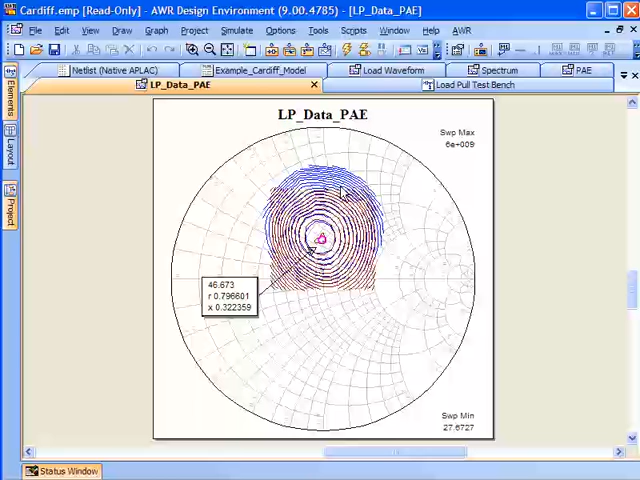 Cardiff.emp [Read-Only] - AWR Design Environment (9.00.4785) - [LP_Data_PAE]
File Edit View Draw Graph Project Simulate Options Tools Scripts Window Help AWR
Netlist (Native APLAC) Example_Cardiff_Model Load Waveform Spectrum PAE
LP_Data_PAE Load Pull Test Bench
Elements
Layout
Project
LP_Data_PAE
Swp Max
6e+009
46.673
r 0.796601
x 0.322359
Swp Min
27.6727
Status Window